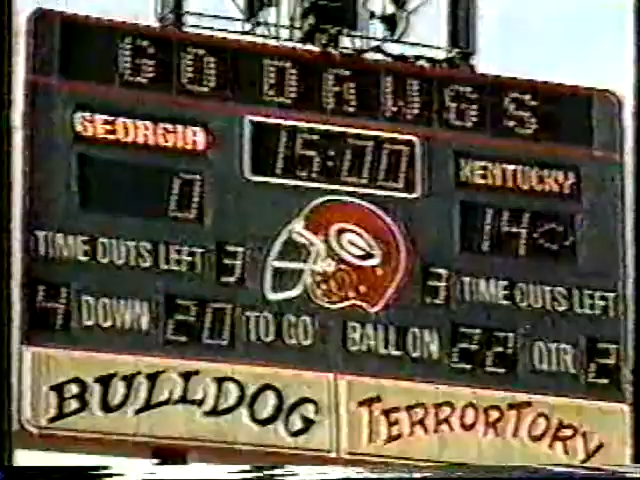 GO DAWGS
GEORGIA 15:00 KENTUCKY
0 14
TIME OUTS LEFT 3 3 TIME OUTS LEFT
4 DOWN 20 TO GO BALL ON 22 QTR 2
BULLDOG TERRORTORY